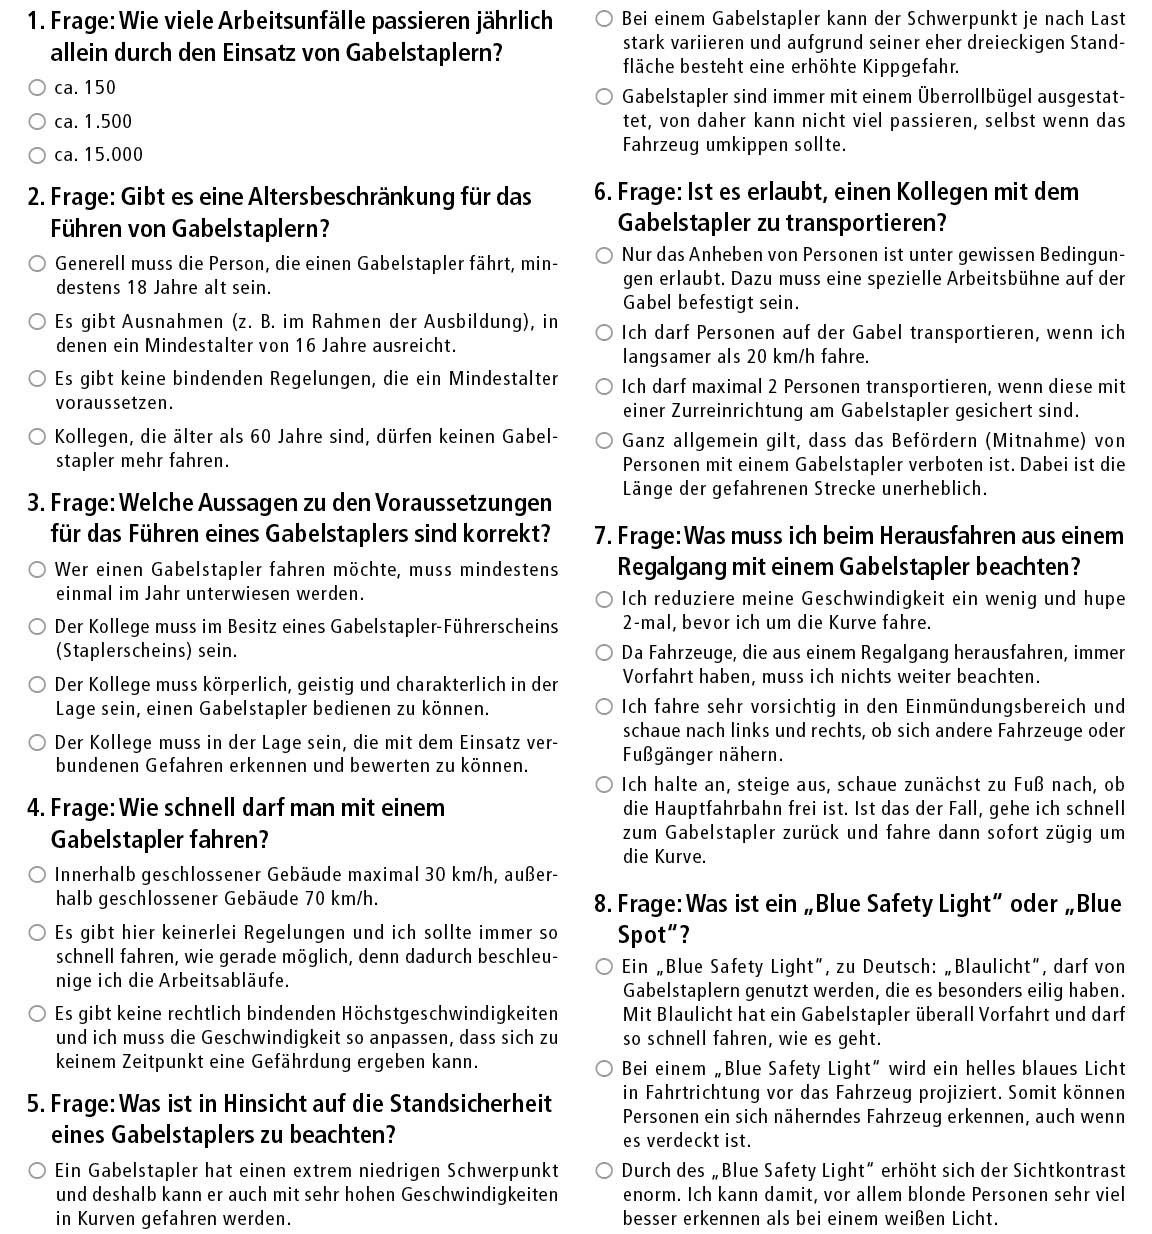 1. Frage: Wie viele Arbeitsunfälle passieren jährlich
allein durch den Einsatz von Gabelstaplern?
ca. 150
ca. 1.500
ca. 15.000
2. Frage: Gibt es eine Altersbeschränkung für das
Führen von Gabelstaplern?
Generell muss die Person, die einen Gabelstapler fährt, min-
destens 18 Jahre alt sein.
Es gibt Ausnahmen (z. B. im Rahmen der Ausbildung), in
denen ein Mindestalter von 16 Jahre ausreicht.
Es gibt keine bindenden Regelungen, die ein Mindestalter
voraussetzen.
Kollegen, die älter als 60 Jahre sind, dürfen keinen Gabel-
stapler mehr fahren.
3. Frage: Welche Aussagen zu den Voraussetzungen
für das Führen eines Gabelstaplers sind korrekt?
Wer einen Gabelstapler fahren möchte, muss mindestens
einmal im Jahr unterwiesen werden.
Der Kollege muss im Besitz eines Gabelstapler-Führerscheins
(Staplerscheins) sein.
Der Kollege muss körperlich, geistig und charakterlich in der
Lage sein, einen Gabelstapler bedienen zu können.
Der Kollege muss in der Lage sein, die mit dem Einsatz ver-
bundenen Gefahren erkennen und bewerten zu können.
4. Frage: Wie schnell darf man mit einem
Gabelstapler fahren?
Innerhalb geschlossener Gebäude maximal 30 km/h, außer-
halb geschlossener Gebäude 70 km/h.
Es gibt hier keinerlei Regelungen und ich sollte immer so
schnell fahren, wie gerade möglich, denn dadurch beschleu-
nige ich die Arbeitsabläufe.
Es gibt keine rechtlich bindenden Höchstgeschwindigkeiten
und ich muss die Geschwindigkeit so anpassen, dass sich zu
keinem Zeitpunkt eine Gefährdung ergeben kann.
5. Frage: Was ist in Hinsicht auf die Standsicherheit
eines Gabelstaplers zu beachten?
Ein Gabelstapler hat einen extrem niedrigen Schwerpunkt
und deshalb kann er auch mit sehr hohen Geschwindigkeiten
in Kurven gefahren werden.
Bei einem Gabelstapler kann der Schwerpunkt je nach Last
stark variieren und aufgrund seiner eher dreieckigen Stand-
fläche besteht eine erhöhte Kippgefahr.
Gabelstapler sind immer mit einem Überrollbügel ausgestat-
tet, von daher kann nicht viel passieren, selbst wenn das
Fahrzeug umkippen sollte.
6. Frage: Ist es erlaubt, einen Kollegen mit dem
Gabelstapler zu transportieren?
Nur das Anheben von Personen ist unter gewissen Bedingun-
gen erlaubt. Dazu muss eine spezielle Arbeitsbühne auf der
Gabel befestigt sein.
Ich darf Personen auf der Gabel transportieren, wenn ich
langsamer als 20 km/h fahre.
Ich darf maximal 2 Personen transportieren, wenn diese mit
einer Zurreinrichtung am Gabelstapler gesichert sind.
Ganz allgemein gilt, dass das Befördern (Mitnahme) von
Personen mit einem Gabelstapler verboten ist. Dabei ist die
Länge der gefahrenen Strecke unerheblich.
7. Frage: Was muss ich beim Herausfahren aus einem
Regalgang mit einem Gabelstapler beachten?
Ich reduziere meine Geschwindigkeit ein wenig und hupe
2-mal, bevor ich um die Kurve fahre.
Da Fahrzeuge, die aus einem Regalgang herausfahren, immer
Vorfahrt haben, muss ich nichts weiter beachten.
Ich fahre sehr vorsichtig in den Einmündungsbereich und
schaue nach links und rechts, ob sich andere Fahrzeuge oder
Fußgänger nähern.
Ich halte an, steige aus, schaue zunächst zu Fuß nach, ob
die Hauptfahrbahn frei ist. Ist das der Fall, gehe ich schnell
zum Gabelstapler zurück und fahre dann sofort zügig um
die Kurve.
8. Frage: Was ist ein „Blue Safety Light“ oder „Blue
Spot“?
Ein „Blue Safety Light“, zu Deutsch: „Blaulicht“, darf von
Gabelstaplern genutzt werden, die es besonders eilig haben.
Mit Blaulicht hat ein Gabelstapler überall Vorfahrt und darf
so schnell fahren, wie es geht.
Bei einem „Blue Safety Light“ wird ein helles blaues Licht
in Fahrtrichtung vor das Fahrzeug projiziert. Somit können
Personen ein sich näherndes Fahrzeug erkennen, auch wenn
es verdeckt ist.
Durch des „Blue Safety Light“ erhöht sich der Sichtkontrast
enorm. Ich kann damit, vor allem blonde Personen sehr viel
besser erkennen als bei einem weißen Licht.